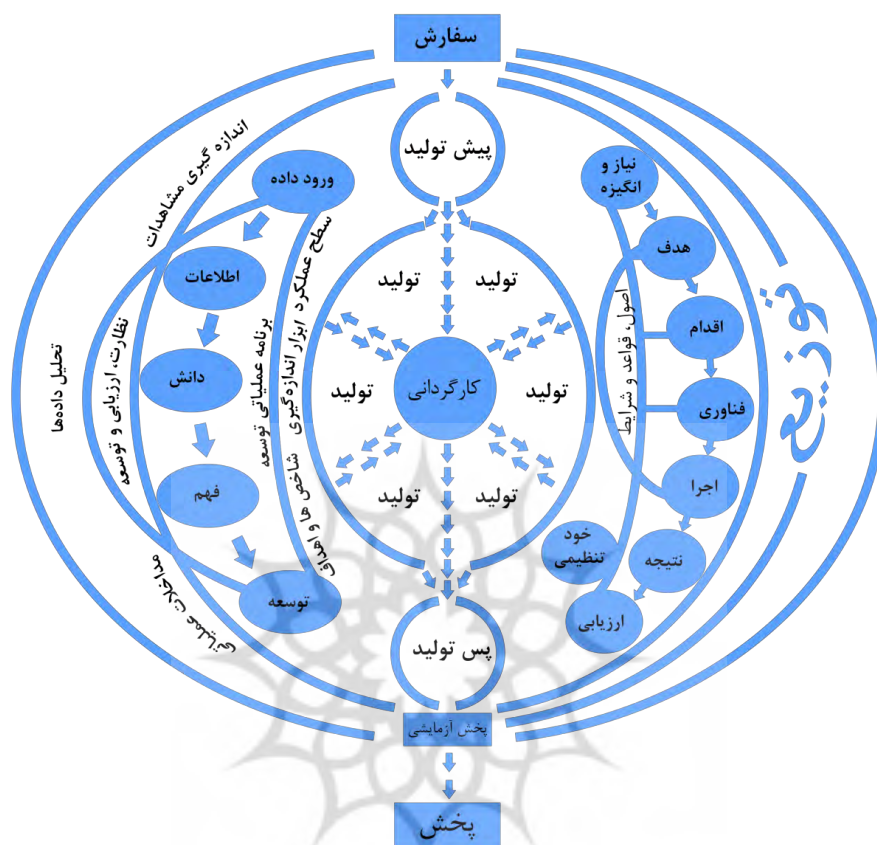 سفارش
پیش تولید
نیاز و
انگیزه
هدف
اقدام
فناوری
اجرا
نتیجه
ارزیابی
خود
تنظیمی
اصول، قواعد و شرایط
توزیع
تولید
تولید
تولید
کارگردانی
تولید
تولید
تولید
ورود داده
اطلاعات
دانش
فهم
توسعه
سطح عملکرد ابزار اندازه‌گیری شاخص ها و اهداف
برنامه عملیاتی توسعه
نظارت، ارزیابی و توسعه
اندازه گیری مشاهدات
تحلیل داده‌ها
مداخلات عملیاتی
پس تولید
پخش آزمایشی
پخش